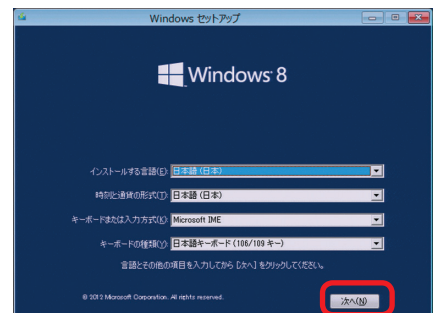 Windows セットアップ
Windows 8
インストールする言語(E): 日本語 (日本)
時刻と通貨の形式(T): 日本語 (日本)
キーボードまたは入力方式(K): Microsoft IME
キーボードの種類(Y): 日本語キーボード (106/109 キー)
言語とその他の項目を入力してから [次へ] をクリックしてください。
© 2012 Microsoft Corporation. All rights reserved.
次へ(N)